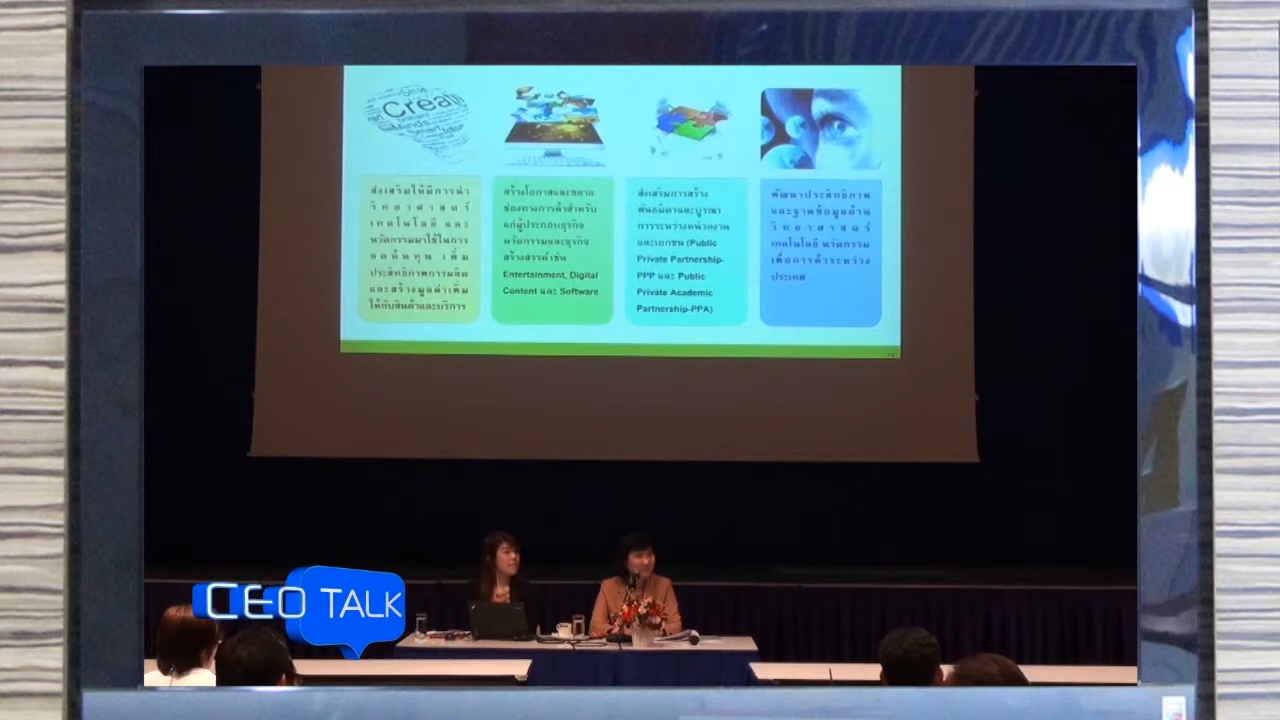 Creati
Smart
Idea
ส่งเสริมให้มีการนำ
วิทยาศาสตร์
เทคโนโลยี และ
นวัตกรรมมาใช้ในการ
ลดต้นทุน เพิ่ม
ประสิทธิภาพการผลิต
และสร้างมูลค่าเพิ่ม
ให้กับสินค้าและบริการ
สร้างโอกาสและขยาย
ช่องทางการค้าสำหรับ
แก่ผู้ประกอบธุรกิจ
นวัตกรรมและธุรกิจ
สร้างสรรค์ เช่น
Entertainment, Digital
Content และ Software
ส่งเสริมการสร้าง
พันธมิตรและบูรณา
การระหว่างหน่วยงาน
และเอกชน (Public
Private Partnership-
PPP และ Public
Private Academic
Partnership-PPA)
พัฒนาประสิทธิภาพ
และฐานข้อมูลด้าน
วิทยาศาสตร์
เทคโนโลยี นวัตกรรม
เพื่อการค้าระหว่าง
ประเทศ
CEO TALK